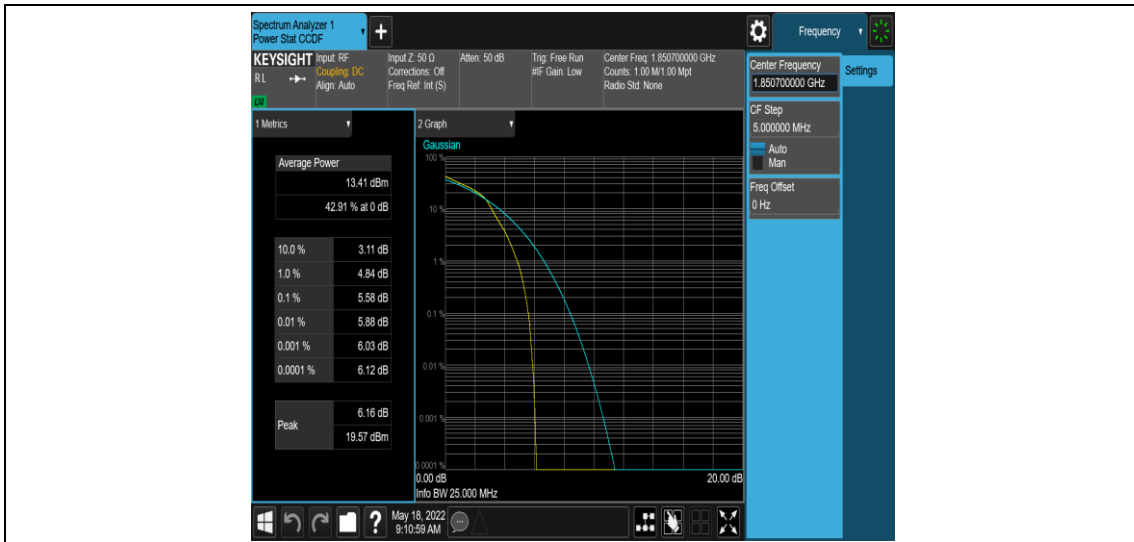 Spectrum Analyzer 1
Power Stat CCDF
Frequency
KEYSIGHT
RL
LXI
Input: RF
Coupling: DC
Align: Auto
Input Z: 50 Ω
Corrections: Off
Freq Ref: Int (S)
Atten: 50 dB
Trig: Free Run
#IF Gain: Low
Center Freq: 1.850700000 GHz
Counts: 1.00 M/1.00 Mpt
Radio Std: None
Center Frequency
1.850700000 GHz
Settings
CF Step
5.000000 MHz
Auto
Man
Freq Offset
0 Hz
1 Metrics
Average Power
13.41 dBm
42.91 % at 0 dB
10.0 % 3.11 dB
1.0 % 4.84 dB
0.1 % 5.58 dB
0.01 % 5.88 dB
0.001 % 6.03 dB
0.0001 % 6.12 dB
Peak
6.16 dB
19.57 dBm
2 Graph
Gaussian
100 %
10 %
1 %
0.1 %
0.01 %
0.001 %
0.0001 %
0.00 dB 20.00 dB
Info BW 25.000 MHz
?
May 18, 2022
9:10:59 AM